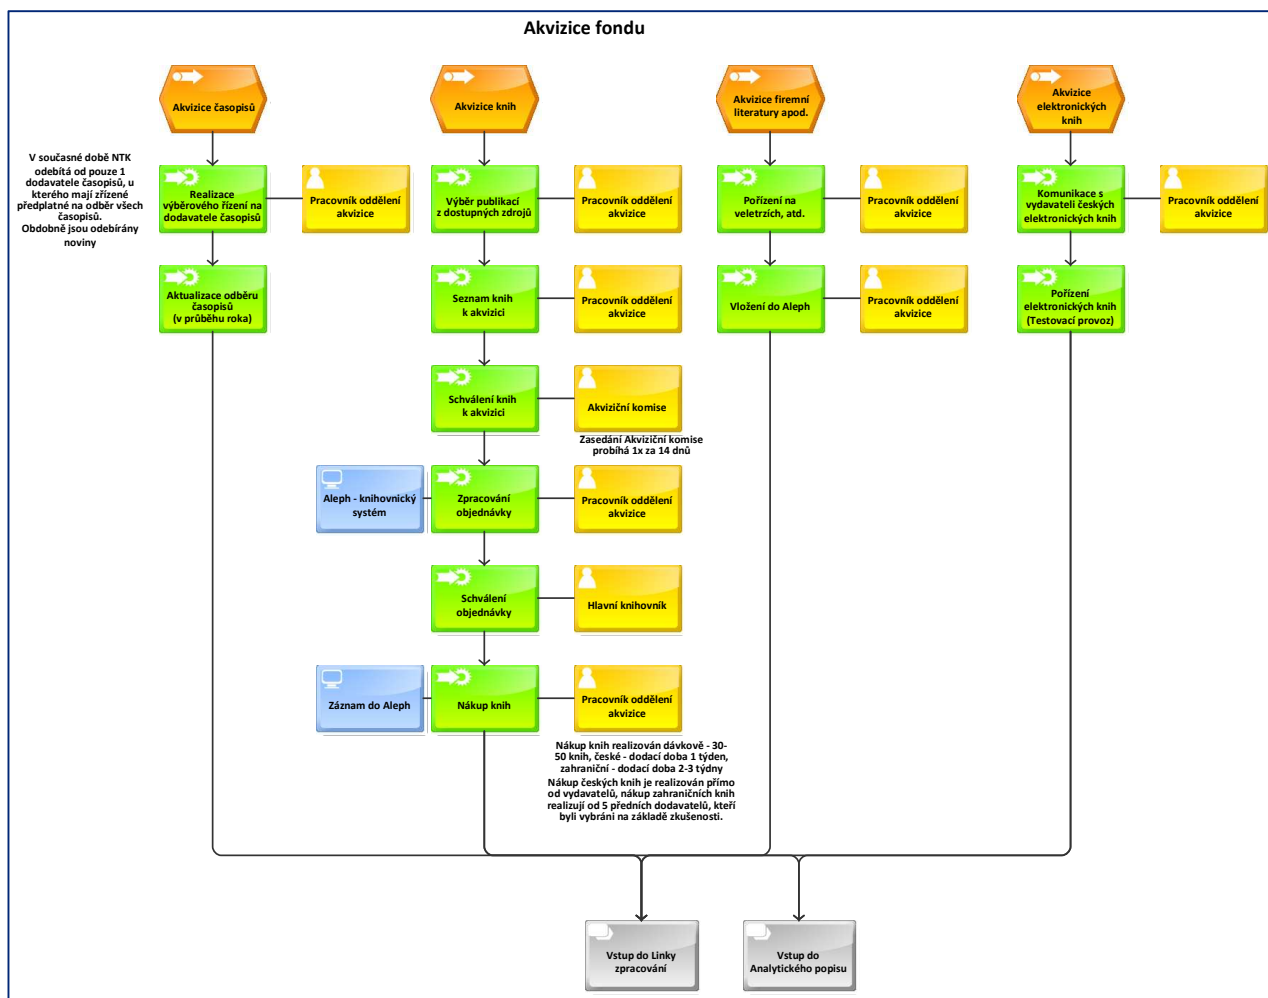 Akvizice fondu
Akvizice časopisů
Akvizice knih
Akvizice firemní
literatury apod.
Akvizice
elektronických
knih
V současné době NTK
odebítá od pouze 1
dodavatele časopisů, u
kterého mají zřízené
předplatné na odběr všech
časopisů.
Obdobně jsou odebírány
noviny
Realizace
výběrového řízení na
dodavatele časopisů
Pracovník oddělení
akvizice
Výběr publikací
z dostupných zdrojů
Pracovník oddělení
akvizice
Pořízení na
veletrzích, atd.
Pracovník oddělení
akvizice
Komunikace s
vydavateli českých
elektronických knih
Pracovník oddělení
akvizice
Aktualizace odběru
časopisů
(v průběhu roka)
Seznam knih
k akvizici
Pracovník oddělení
akvizice
Vložení do Aleph
Pracovník oddělení
akvizice
Pořízení
elektronických knih
(Testovací provoz)
Schválení knih
k akvizici
Akviziční komise
Zasedání Akviziční komise
probíhá 1x za 14 dnů
Aleph - knihovnický
systém
Zpracování
objednávky
Pracovník oddělení
akvizice
Schválení
objednávky
Hlavní knihovník
Záznam do Aleph
Nákup knih
Pracovník oddělení
akvizice
Nákup knih realizován dávkově - 30-
50 knih, české - dodací doba 1 týden,
zahraniční - dodací doba 2-3 týdny
Nákup českých knih je realizován přímo
od vydavatelů, nákup zahraničních knih
realizují od 5 předních dodavatelů, kteří
byli vybráni na základě zkušenosti.
Vstup do Linky
zpracování
Vstup do
Analytického popisu